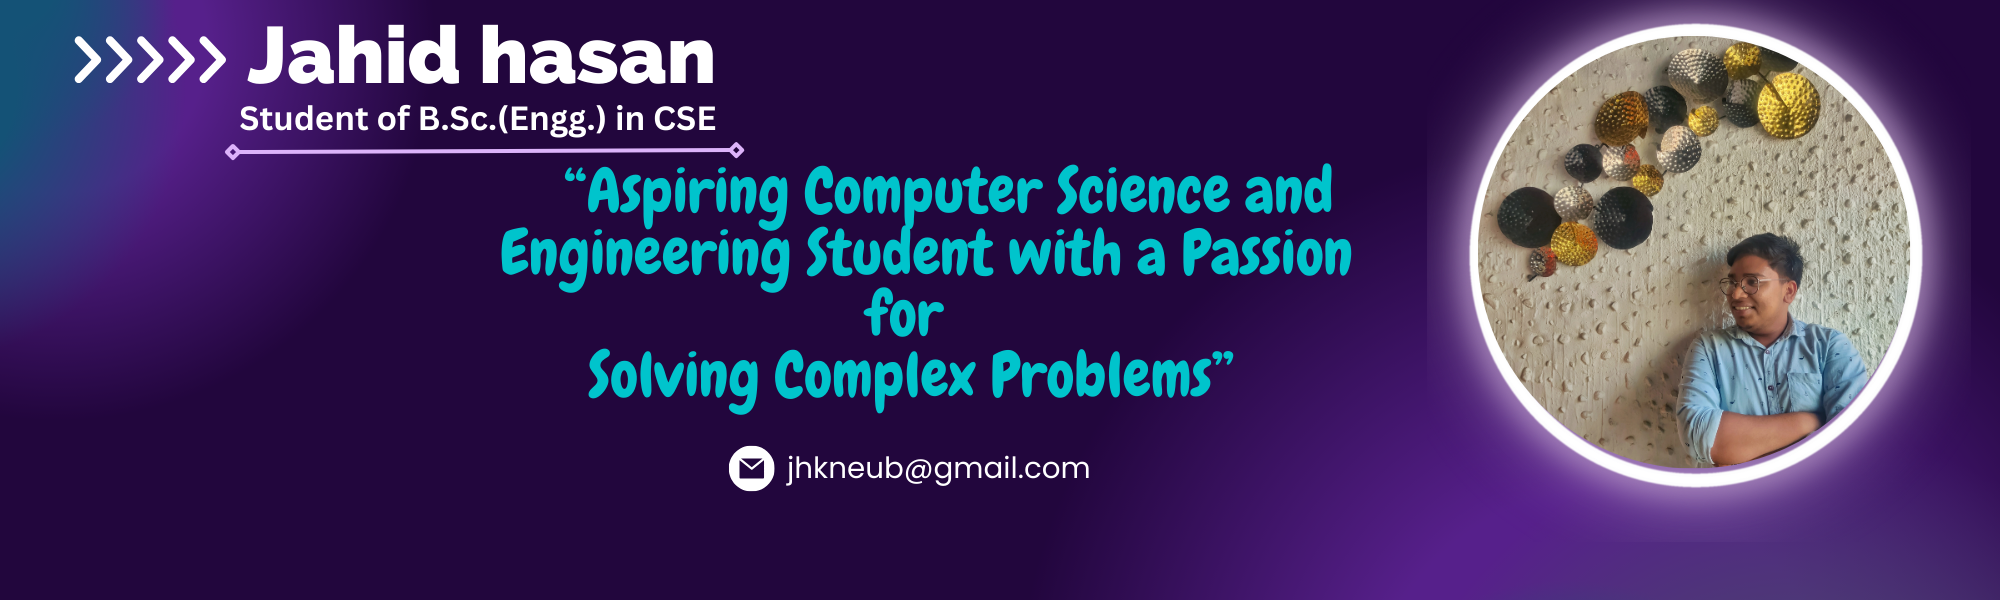 Jahid hasan
Student of B.Sc.(Engg.) in CSE
“Aspiring Computer Science and
Engineering Student with a Passion
for
Solving Complex Problems”
jhkneub@gmail.com